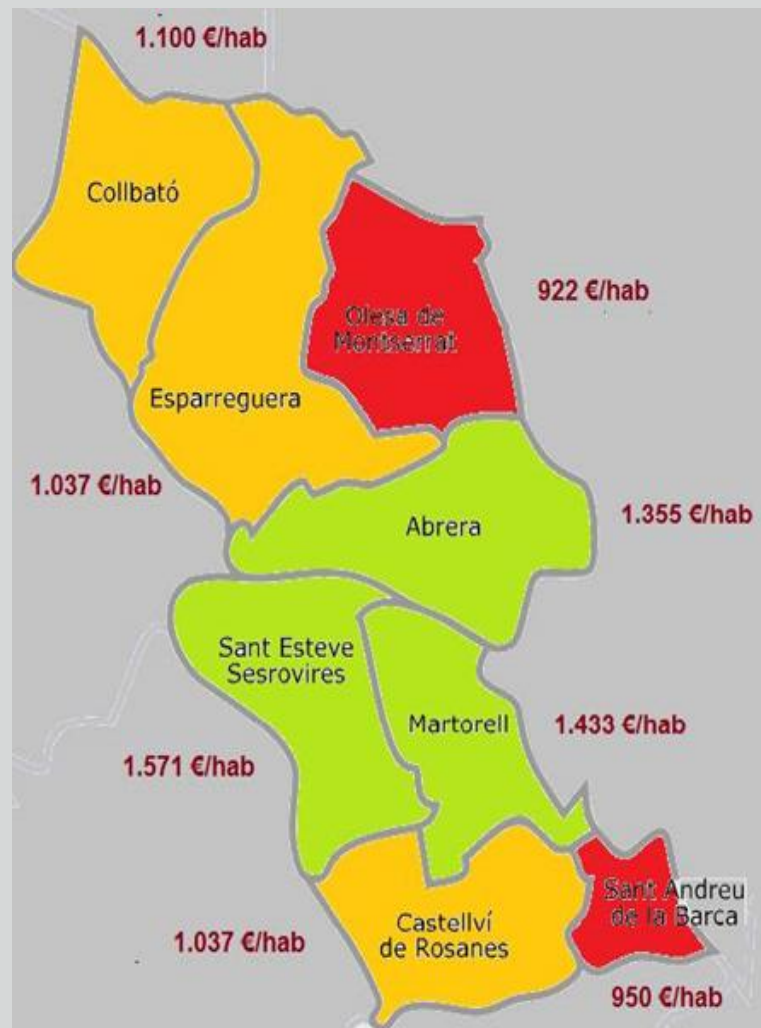 1.100 €/hab
Collbató
922 €/hab
Olesa de
Montserrat
Esparreguera
1.037 €/hab
1.355 €/hab
Abrera
Sant Esteve
Sesrovires
Martorell
1.433 €/hab
1.571 €/hab
Sant Andreu
de la Barca
Castellví
de Rosanes
1.037 €/hab
950 €/hab